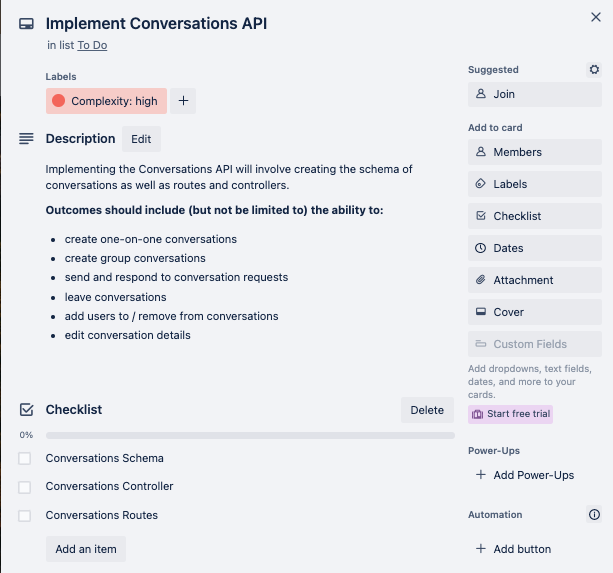 Implement Conversations API
in list To Do
Labels
Complexity: high
Description
Edit
Implementing the Conversations API will involve creating the schema of
conversations as well as routes and controllers.
Outcomes should include (but not be limited to) the ability to:
create one-on-one conversations
create group conversations
send and respond to conversation requests
leave conversations
add users to / remove from conversations
edit conversation details
Checklist
Delete
0%
Conversations Schema
Conversations Controller
Conversations Routes
Add an item
Suggested
Join
Add to card
Members
Labels
Checklist
Dates
Attachment
Cover
Custom Fields
Add dropdowns, text fields,
dates, and more to your
cards.
Start free trial
Power-Ups
Add Power-Ups
Automation
Add button